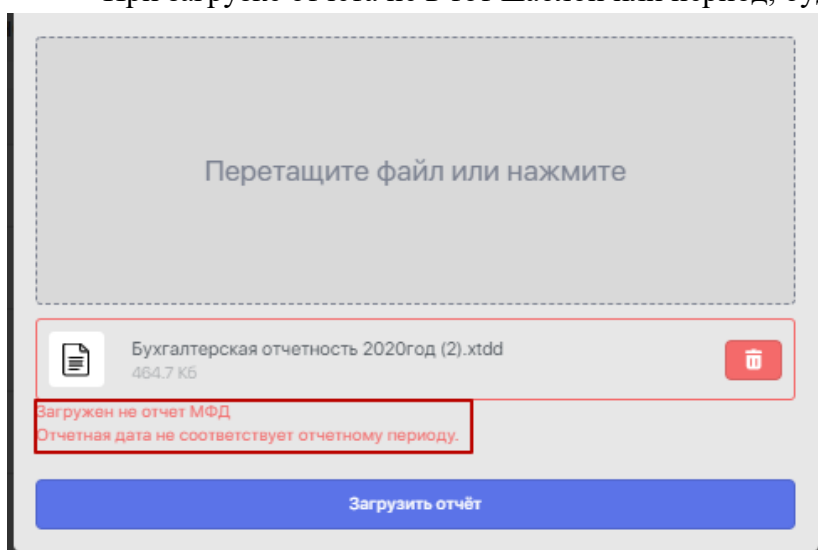 Перетащите файл или нажмите
Бухгалтерская отчетность 2020год (2).xtdd
464.7 Кб
Загружен не отчет МФД
Отчетная дата не соответствует отчетному периоду.
Загрузить отчёт